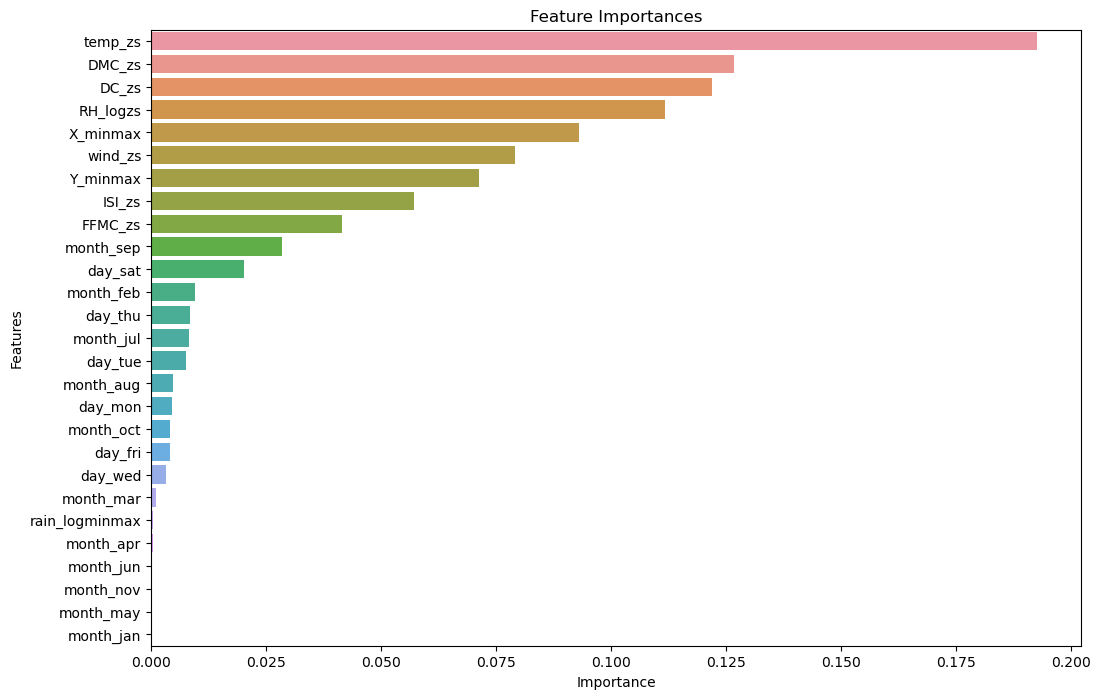 Feature Importances
temp_zs
DMC_zs
DC_zs
RH_logzs
X_minmax
wind_zs
Y_minmax
ISI_zs
FFMC_zs
month_sep
day_sat
month_feb
day_thu
month_jul
day_tue
month_aug
day_mon
month_oct
day_fri
day_wed
month_mar
rain_logminmax
month_apr
month_jun
month_nov
month_may
month_jan
Features
0.000 0.025 0.050 0.075 0.100 0.125 0.150 0.175 0.200
Importance